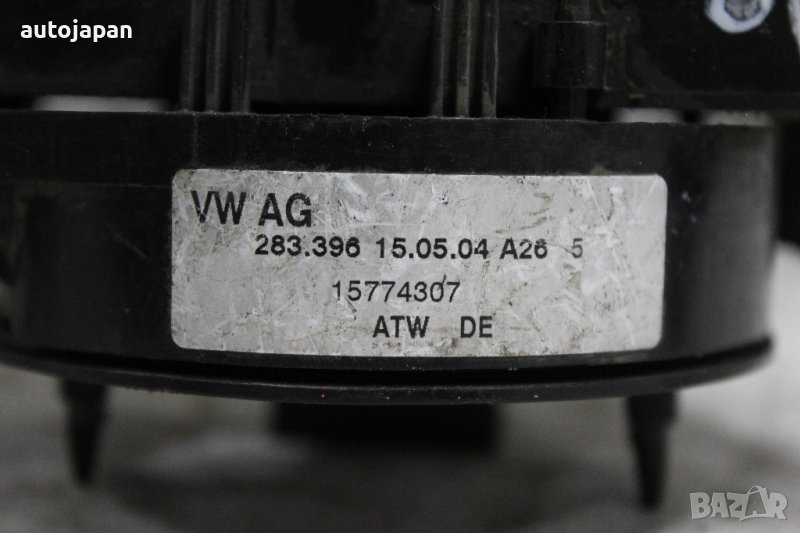 autojapan
VW AG
283.396 15.05.04 A26 5
15774307
ATW DE
BAZAR